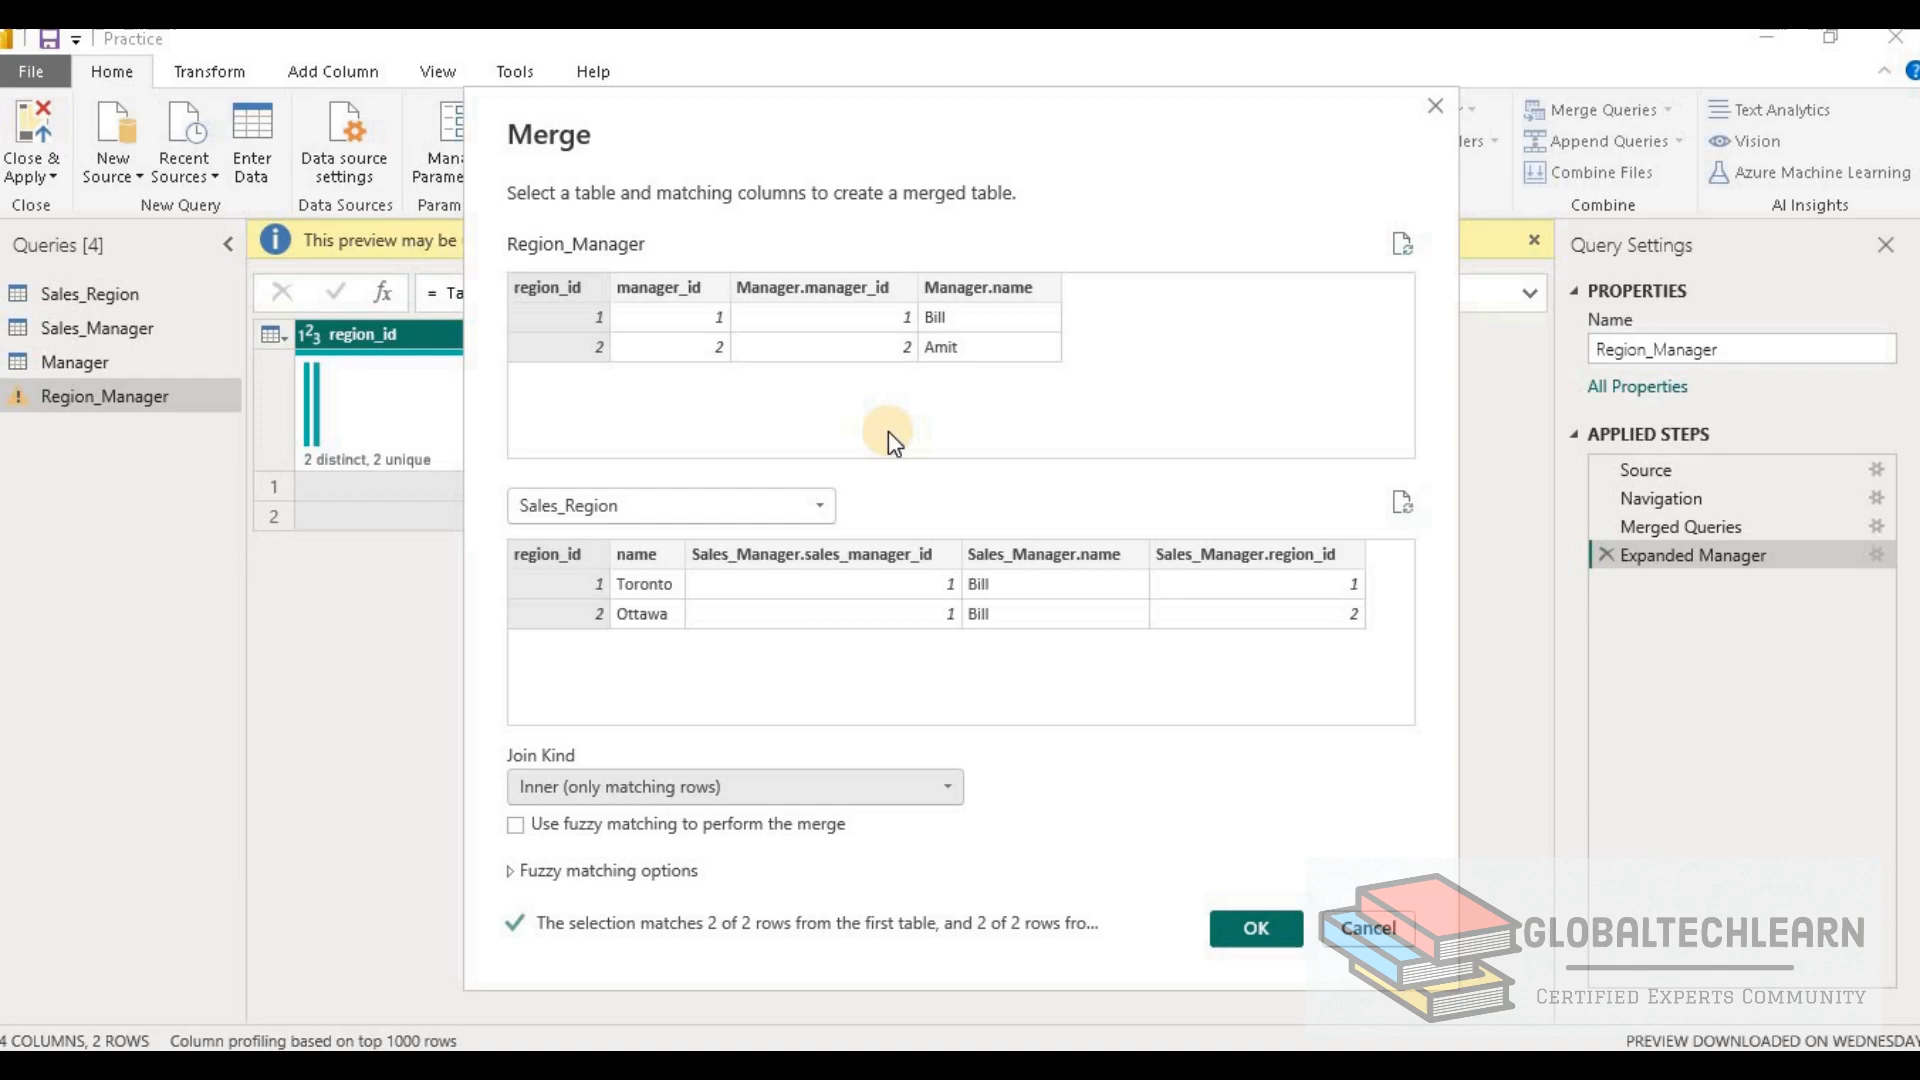 Practice
File Home Transform Add Column View Tools Help
Close & Apply
New Source
Recent Sources
Enter Data
Data source settings
Merge Queries
Append Queries
Combine Files
Text Analytics
Vision
Azure Machine Learning
Close
New Query
Data Sources
Combine
AI Insights
Queries [4]
Sales_Region
Sales_Manager
Manager
Region_Manager
This preview may be
fx
region_id
2 distinct, 2 unique
1
2
Merge
Select a table and matching columns to create a merged table.
Region_Manager
region_id manager_id Manager.manager_id Manager.name
1 1 1 Bill
2 2 2 Amit
Sales_Region
region_id name Sales_Manager.sales_manager_id Sales_Manager.name Sales_Manager.region_id
1 Toronto 1 Bill 1
2 Ottawa 1 Bill 2
Join Kind
Inner (only matching rows)
Use fuzzy matching to perform the merge
Fuzzy matching options
The selection matches 2 of 2 rows from the first table, and 2 of 2 rows fro...
OK
Cancel
Query Settings
PROPERTIES
Name
Region_Manager
All Properties
APPLIED STEPS
Source
Navigation
Merged Queries
Expanded Manager
GLOBALTECHLEARN
CERTIFIED EXPERTS COMMUNITY
4 COLUMNS, 2 ROWS Column profiling based on top 1000 rows
PREVIEW DOWNLOADED ON WEDNESDAY